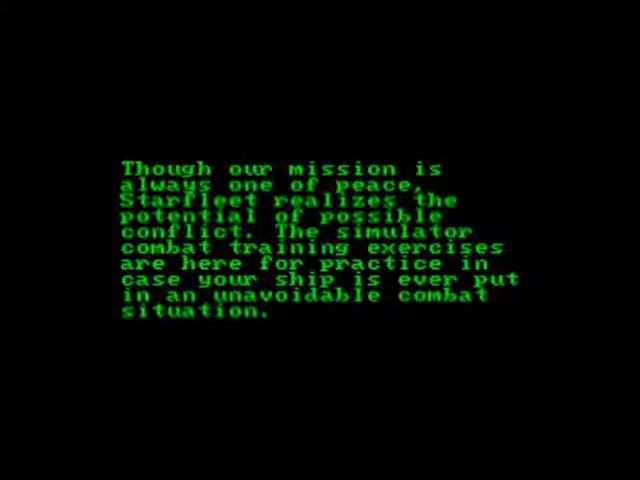 Though our mission is
always one of peace,
Starfleet realizes the
potential of possible
conflict. The simulator
combat training exercises
are here for practice in
case your ship is ever put
in an unavoidable combat
situation.